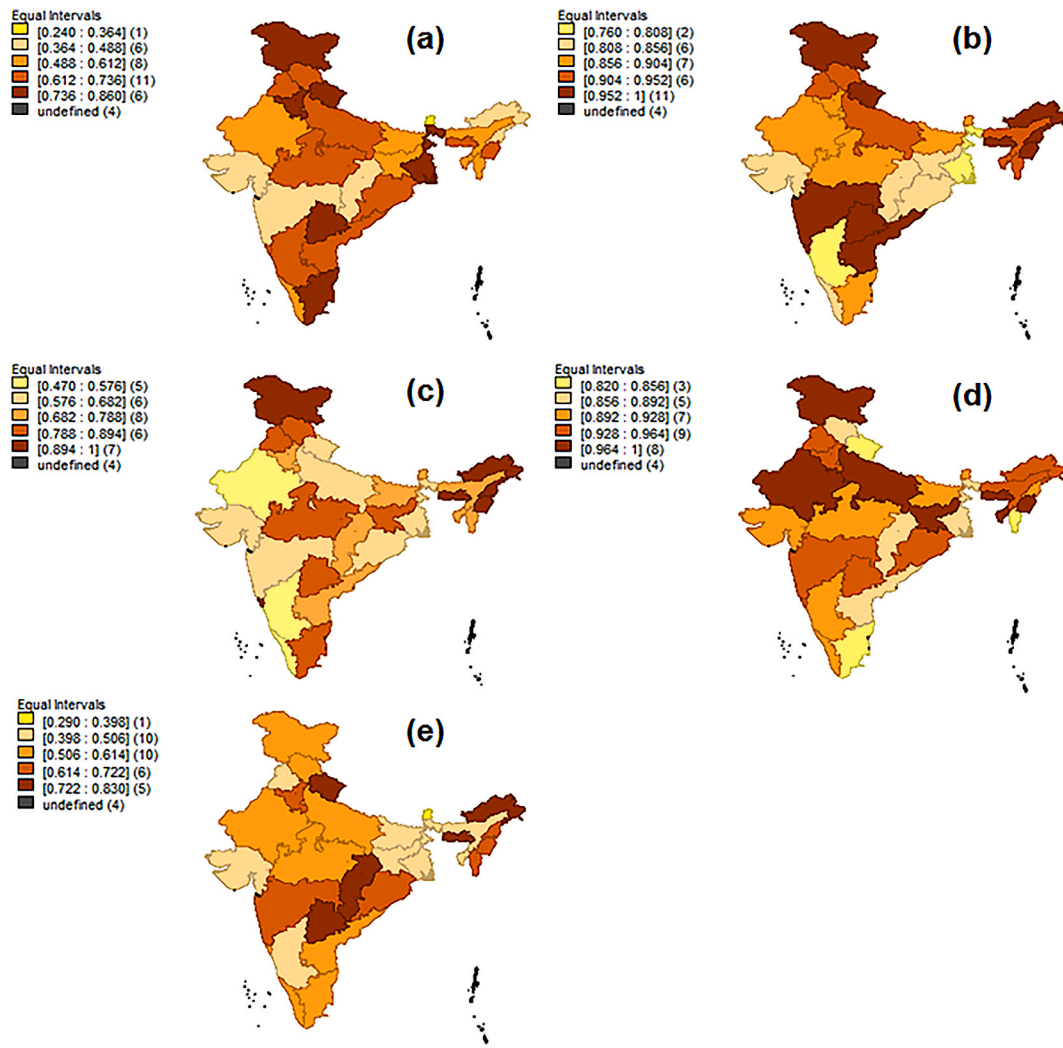 Equal Intervals
[0.240 : 0.364] (1)
[0.364 : 0.488] (6)
[0.488 : 0.612] (8)
[0.612 : 0.736] (11)
[0.736 : 0.860] (6)
undefined (4)
(a)
Equal Intervals
[0.760 : 0.808] (2)
[0.808 : 0.856] (6)
[0.856 : 0.904] (7)
[0.904 : 0.952] (6)
[0.952 : 1] (11)
undefined (4)
(b)
Equal Intervals
[0.470 : 0.576] (5)
[0.576 : 0.682] (6)
[0.682 : 0.788] (8)
[0.788 : 0.894] (6)
[0.894 : 1] (7)
undefined (4)
(c)
Equal Intervals
[0.820 : 0.856] (3)
[0.856 : 0.892] (5)
[0.892 : 0.928] (7)
[0.928 : 0.964] (9)
[0.964 : 1] (8)
undefined (4)
(d)
Equal Intervals
[0.290 : 0.398] (1)
[0.398 : 0.506] (10)
[0.506 : 0.614] (10)
[0.614 : 0.722] (6)
[0.722 : 0.830] (5)
undefined (4)
(e)